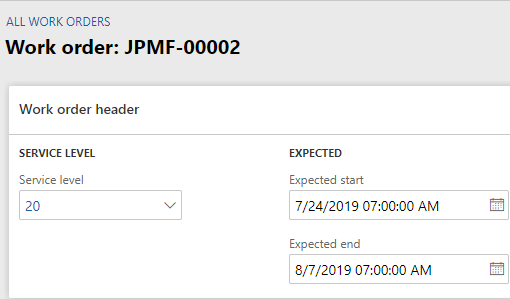 ALL WORK ORDERS
Work order: JPMF-00002
Work order header
SERVICE LEVEL
Service level
20
EXPECTED
Expected start
7/24/2019 07:00:00 AM
Expected end
8/7/2019 07:00:00 AM